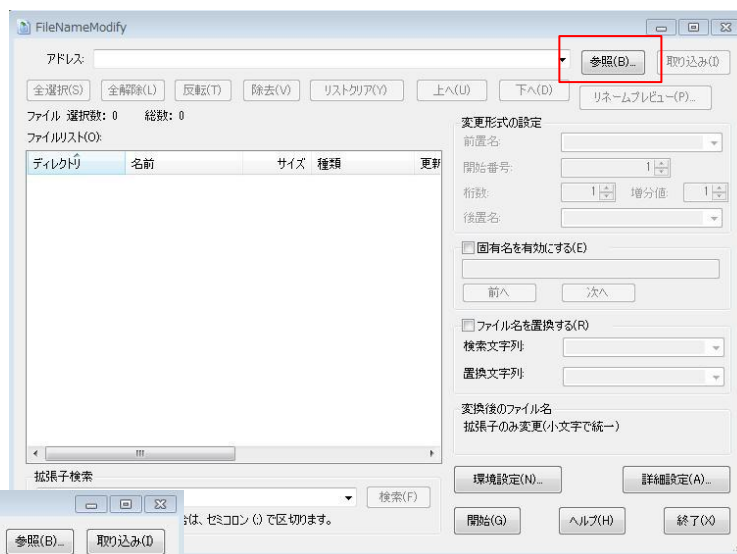 FileNameModify
アドレス: 参照(B)... 取り込み(I)
全選択(S) 全解除(L) 反転(T) 除去(V) リストクリア(Y) 上へ(U) 下へ(D) リネームプレビュー(P)...
ファイル 選択数: 0 総数: 0
ファイルリスト(O):
ディレクトリ 名前 サイズ 種類 更新
変更形式の設定
前置名:
開始番号: 1
桁数: 1 増分値: 1
後置名:
固有名を有効にする(E)
前へ 次へ
ファイル名を置換する(R)
検索文字列:
置換文字列:
変換後のファイル名
拡張子のみ変更(小文字で統一)
拡張子検索
検索(F)
は、セミコロン (;) で区切ります。
環境設定(N)... 詳細設定(A)...
開始(G) ヘルプ(H) 終了(X)
参照(B)... 取り込み(I)